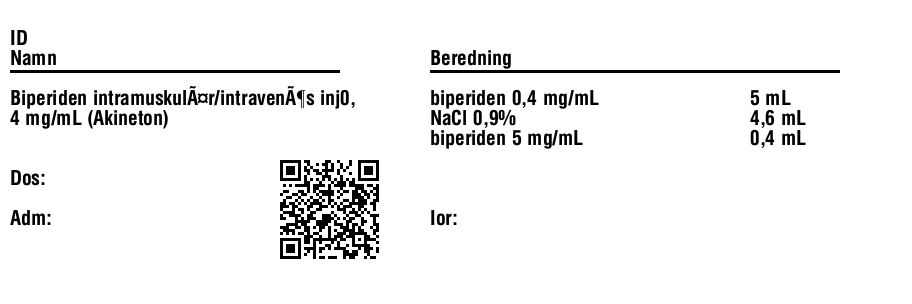 ID
Namn
Beredning
Biperiden intramuskulÃ¤r/intravenÃ¶s inj0,
4 mg/mL (Akineton)
biperiden 0,4 mg/mL 5 mL
NaCl 0,9% 4,6 mL
biperiden 5 mg/mL 0,4 mL
Dos:
Adm:
Ior: